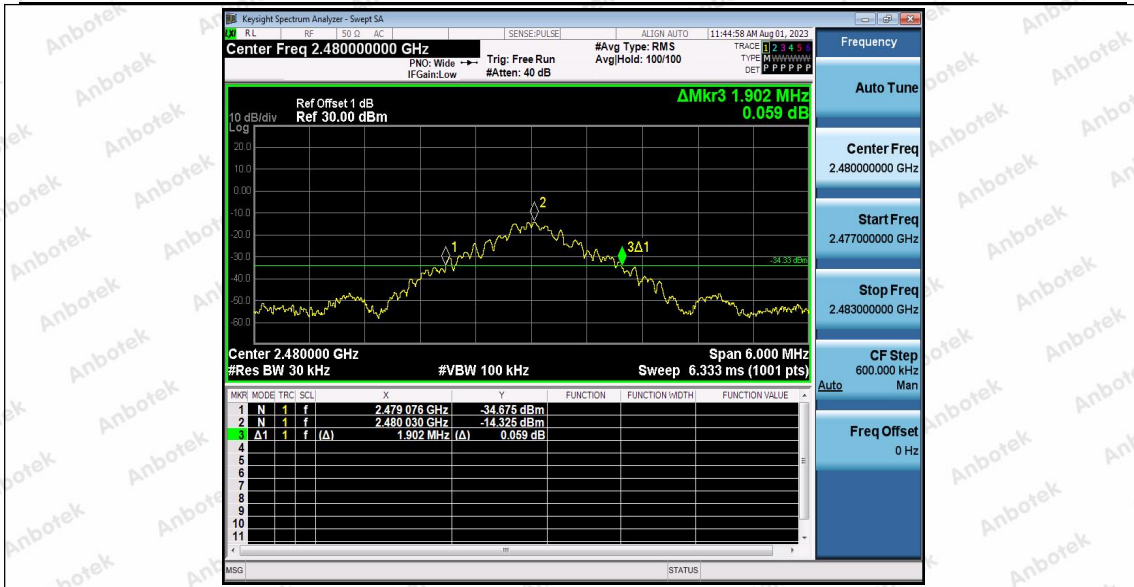 Keysight Spectrum Analyzer - Swept SA
LXI RL RF 50 Ω AC SENSE:PULSE ALIGN AUTO 11:44:58 AM Aug 01, 2023
Center Freq 2.480000000 GHz
PNO: Wide
IFGain:Low
Trig: Free Run
#Atten: 40 dB
#Avg Type: RMS
Avg|Hold: 100/100
TRACE 1 2 3 4 5 6
TYPE M W W W W W
DET P P P P P P
Frequency
Auto Tune
Center Freq
2.480000000 GHz
Start Freq
2.477000000 GHz
Stop Freq
2.483000000 GHz
CF Step
600.000 kHz
Auto Man
Freq Offset
0 Hz
ΔMkr3 1.902 MHz
0.059 dB
Ref Offset 1 dB
10 dB/div Ref 30.00 dBm
Log
20.0
10.0
0.00
-10.0
-20.0
-30.0
-40.0
-50.0
-60.0
1
2
3Δ1
-34.33 dBm
Center 2.480000 GHz Span 6.000 MHz
#Res BW 30 kHz #VBW 100 kHz Sweep 6.333 ms (1001 pts)
MKR MODE TRC SCL X Y FUNCTION FUNCTION WIDTH FUNCTION VALUE
1 N 1 f 2.479 076 GHz -34.675 dBm
2 N 1 f 2.480 030 GHz -14.325 dBm
3 Δ1 1 f (Δ) 1.902 MHz (Δ) 0.059 dB
4
5
6
7
8
9
10
11
MSG STATUS
Anbotek